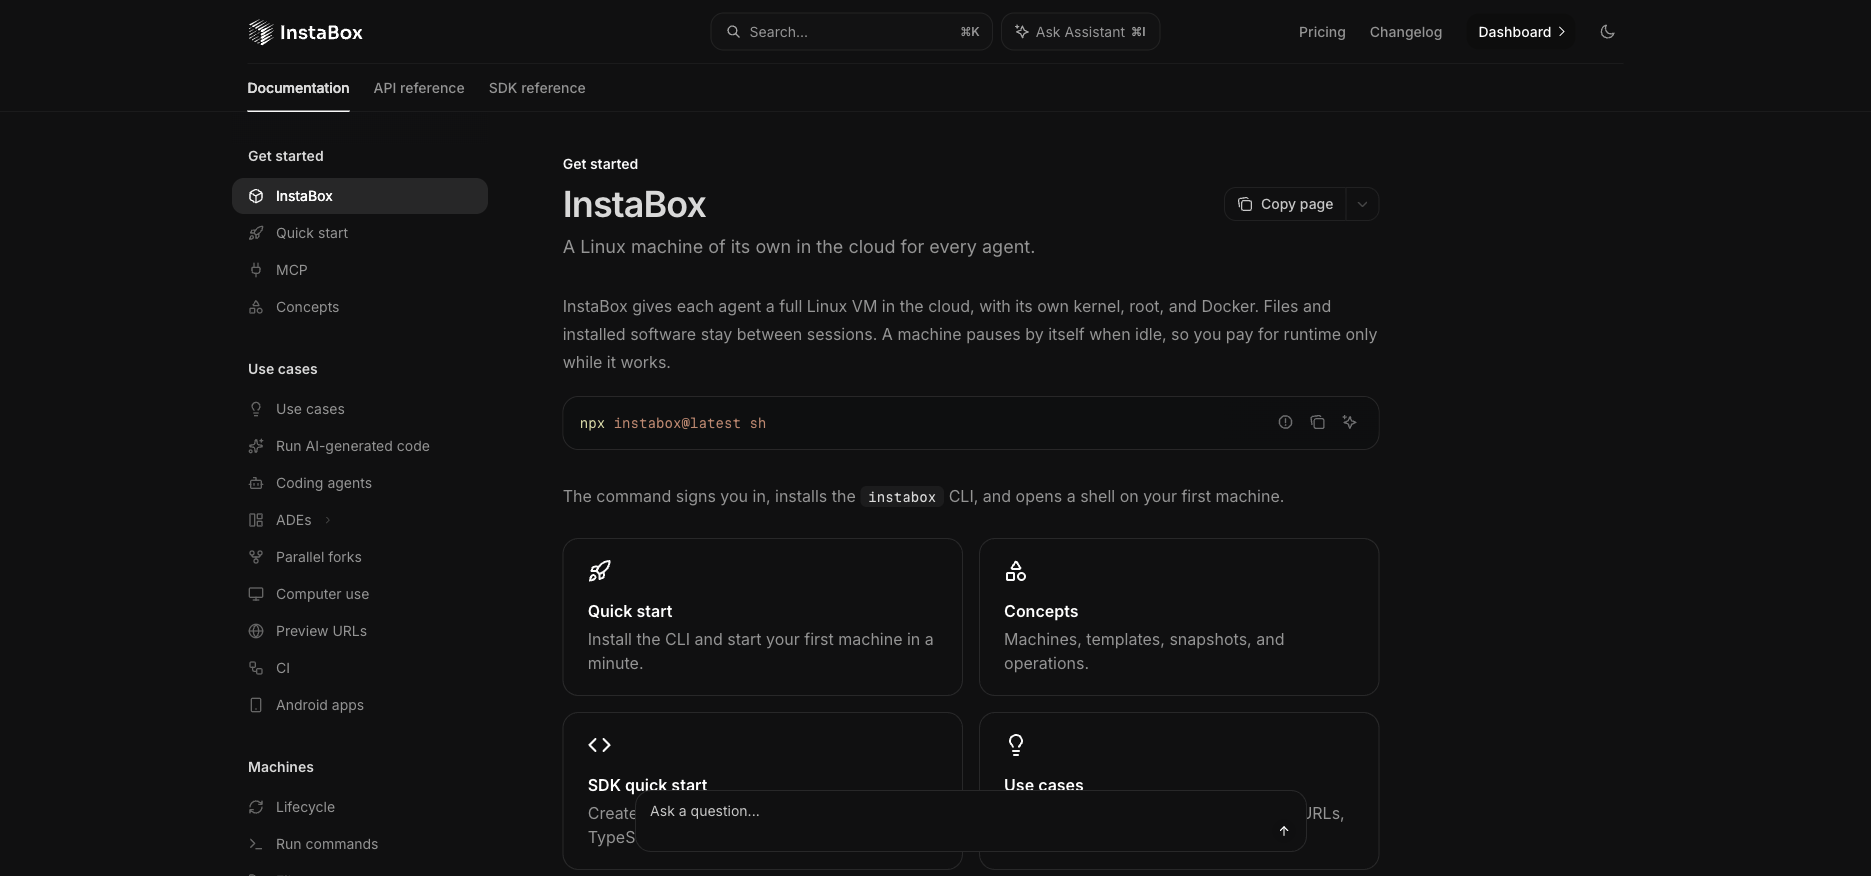 InstaBox
Search...
⌘K
Ask Assistant ⌘I
Pricing
Changelog
Dashboard
Documentation
API reference
SDK reference
Get started
InstaBox
Quick start
MCP
Concepts
Use cases
Use cases
Run AI-generated code
Coding agents
ADEs
Parallel forks
Computer use
Preview URLs
CI
Android apps
Machines
Lifecycle
Run commands
Get started
InstaBox
Copy page
A Linux machine of its own in the cloud for every agent.
InstaBox gives each agent a full Linux VM in the cloud, with its own kernel, root, and Docker. Files and
installed software stay between sessions. A machine pauses by itself when idle, so you pay for runtime only
while it works.
npx instabox@latest sh
The command signs you in, installs the instabox CLI, and opens a shell on your first machine.
Quick start
Install the CLI and start your first machine in a
minute.
Concepts
Machines, templates, snapshots, and
operations.
SDK quick start
Create
TypeS
Use cases
URLs,
Ask a question...